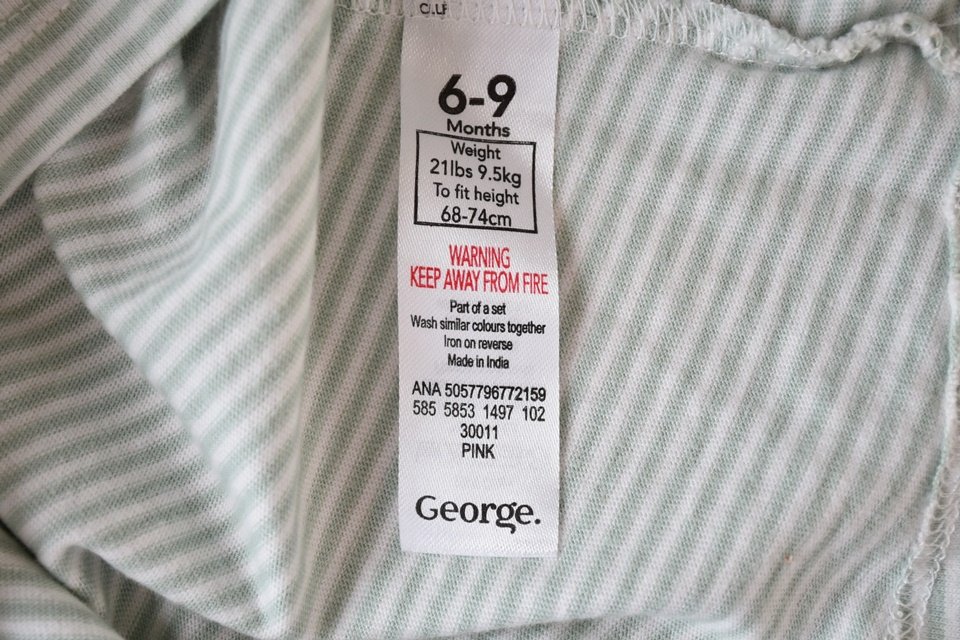 6-9
Months
Weight
21lbs 9.5kg
To fit height
68-74cm
WARNING
KEEP AWAY FROM FIRE
Part of a set
Wash similar colours together
Iron on reverse
Made in India
ANA 5057796772159
585 5853 1497 102
30011
PINK
George.